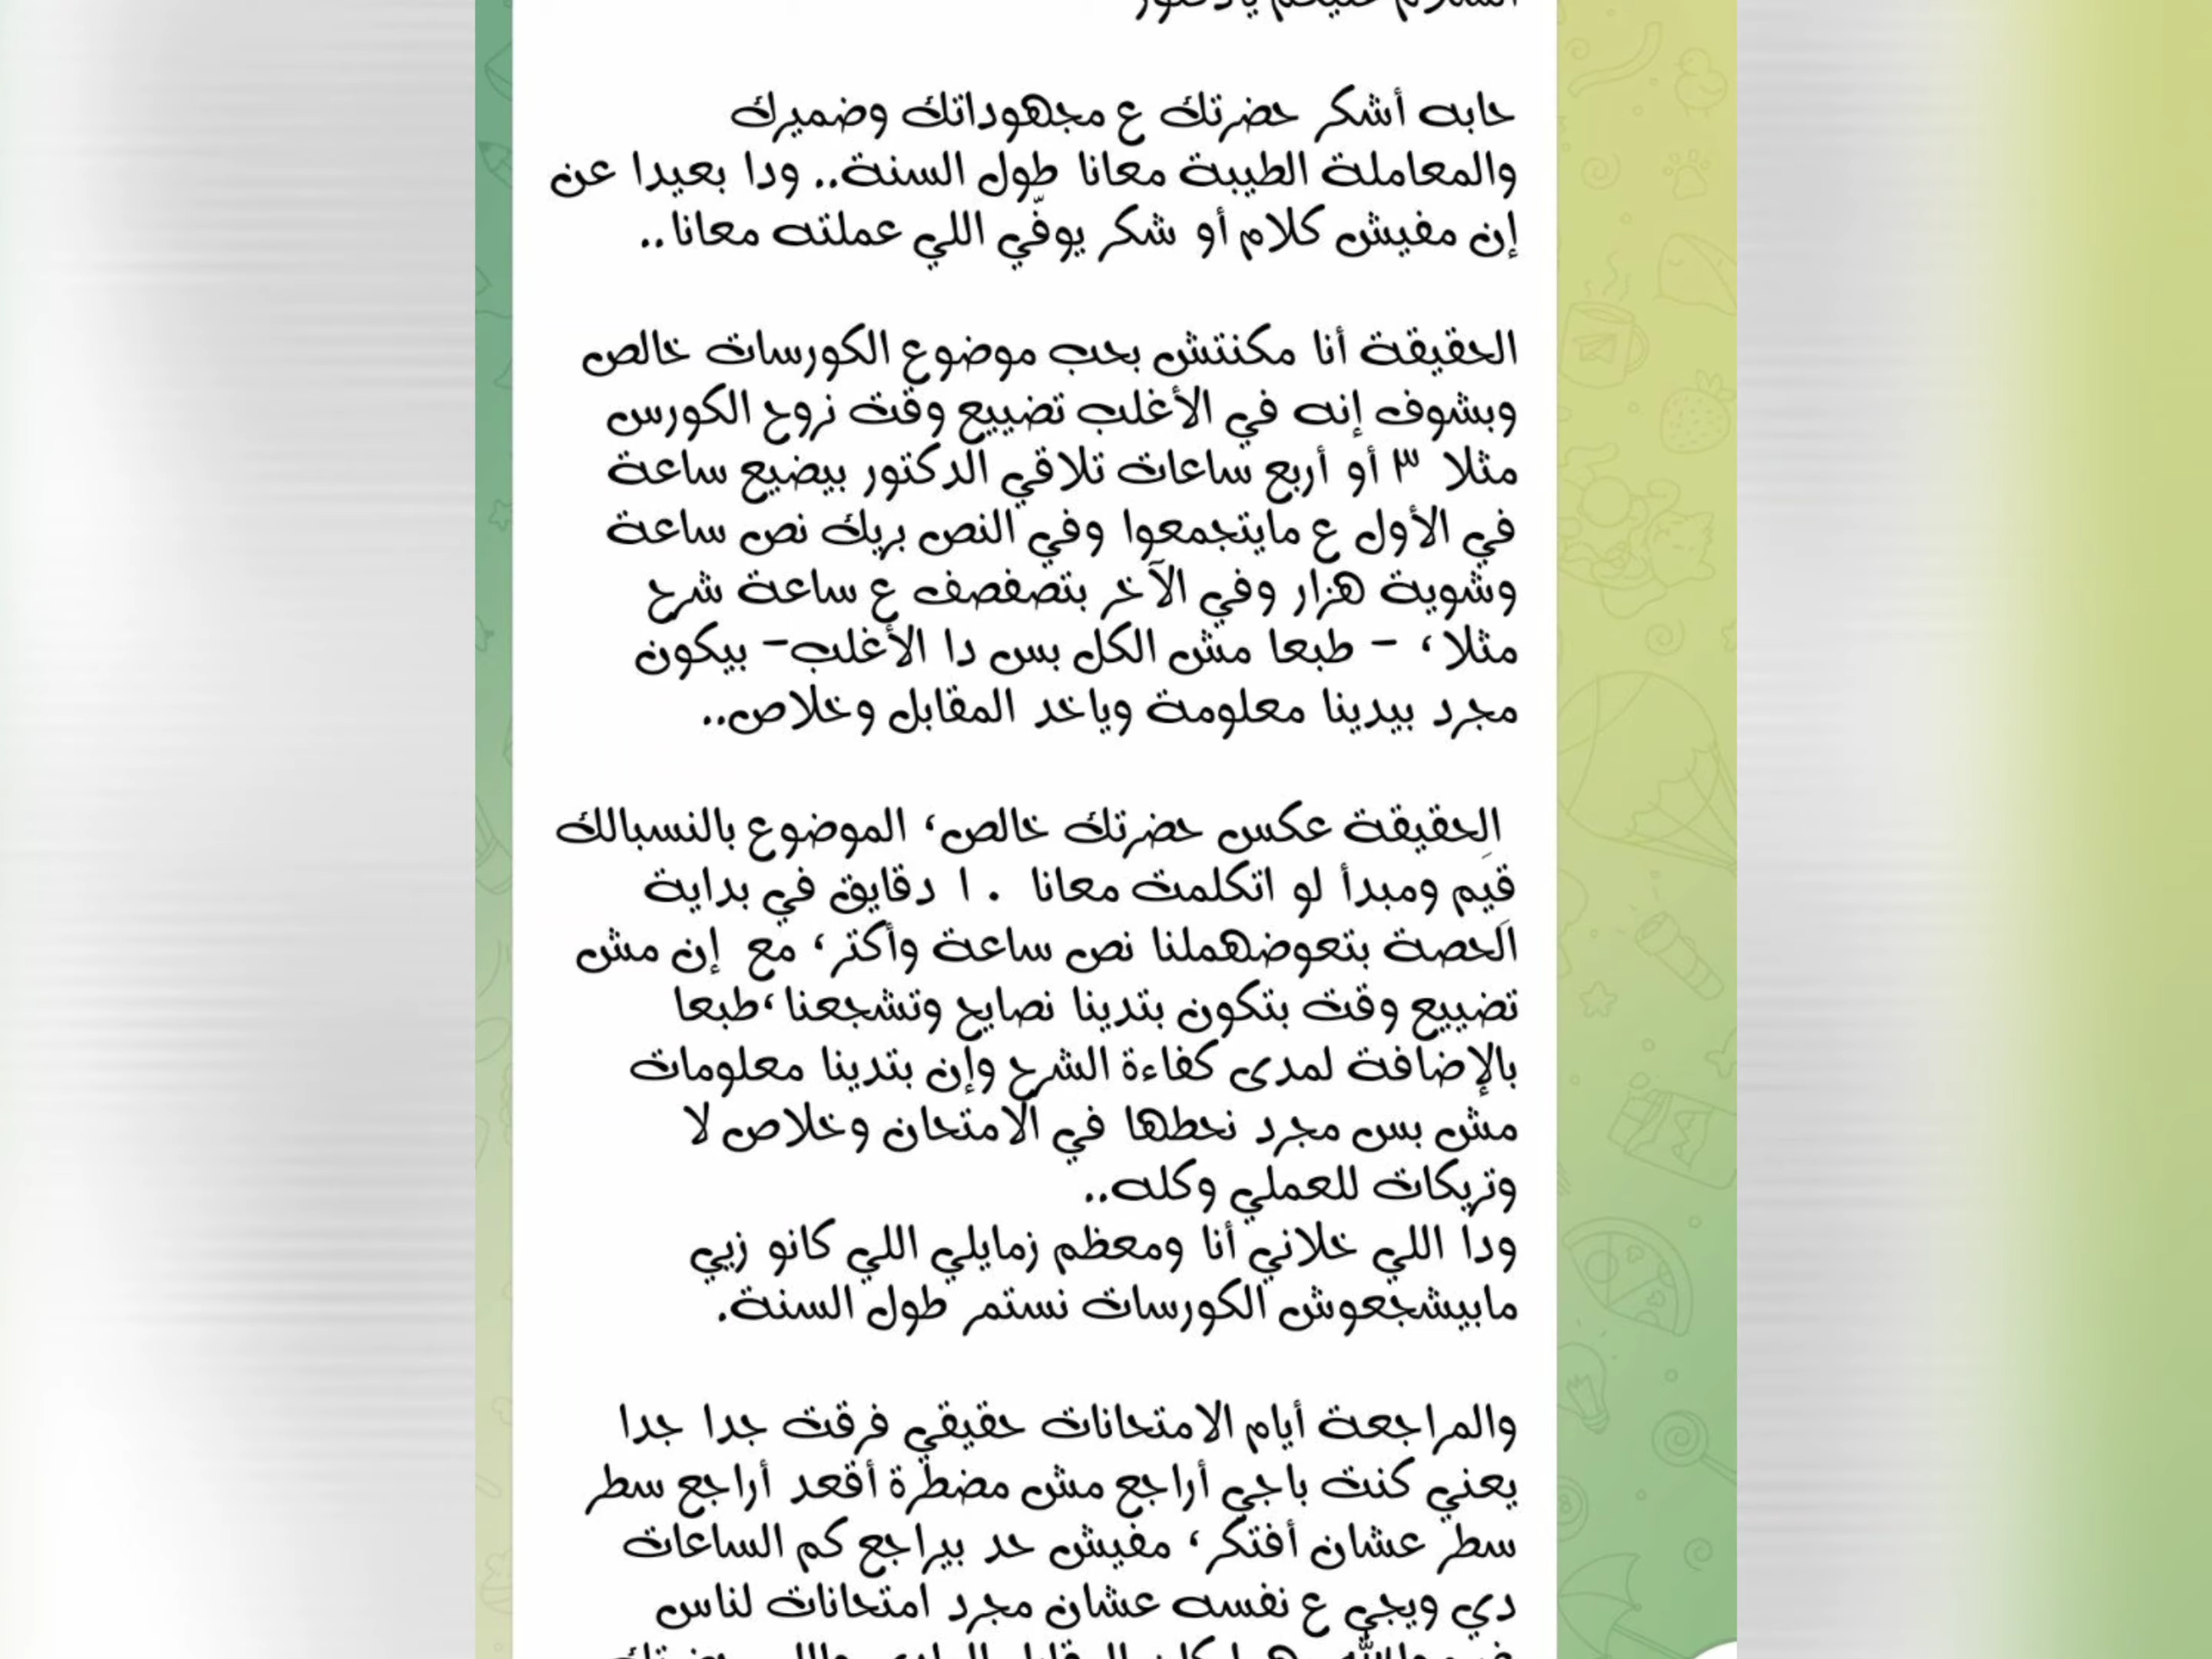 السلام عليكم يادكتور
حابه أشكر حضرتك ع مجهوداتك وضميرك
والمعاملة الطيبة معانا طول السنة.. ودا بعيدا عن
إن مفيش كلام أو شكر يوفّي اللي عملته معانا..
الحقيقة أنا مكنتش بحب موضوع الكورسات خالص
وبشوف إنه في الأغلب تضييع وقت نروح الكورس
مثلا ٣ أو أربع ساعات تلاقي الدكتور بيضيع ساعة
في الأول ع مايتجمعوا وفي النص بريك نص ساعة
وشوية هزار وفي الآخر بتصفصف ع ساعة شرح
مثلا، - طبعا مش الكل بس دا الأغلب- بيكون
مجرد بيدينا معلومة وياخد المقابل وخلاص..
الحقيقة عكس حضرتك خالص، الموضوع بالنسبالك
قِيَم ومبدأ لو اتكلمت معانا ١٠ دقايق في بداية
الحصة بتعوضهملنا نص ساعة وأكتر، مع إن مش
تضييع وقت بتكون بتدينا نصايح وتشجعنا،طبعا
بالإضافة لمدى كفاءة الشرح وإن بتدينا معلومات
مش بس مجرد نحطها في الامتحان وخلاص لا
وتريكات للعملي وكله..
ودا اللي خلاني أنا ومعظم زمايلي اللي كانو زيي
مابيشجعوش الكورسات نستمر طول السنة.
والمراجعة أيام الامتحانات حقيقي فرقت جدا جدا
يعني كنت باجي أراجع مش مضطرة أقعد أراجع سطر
سطر عشان أفتكر، مفيش حد بيراجع كم الساعات
دي ويجي ع نفسه عشان مجرد امتحانات لناس